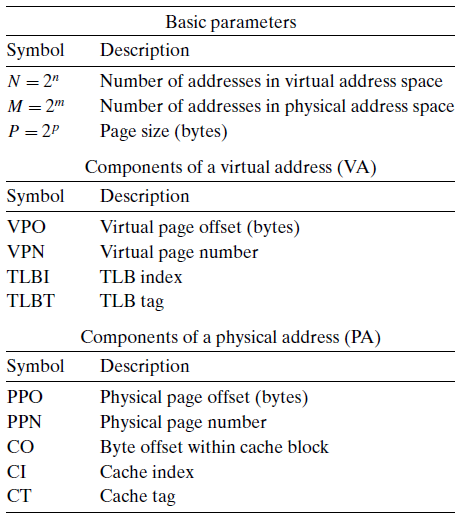 Basic parameters
Symbol Description
N = 2ⁿ Number of addresses in virtual address space
M = 2ᵐ Number of addresses in physical address space
P = 2ᵖ Page size (bytes)
Components of a virtual address (VA)
Symbol Description
VPO Virtual page offset (bytes)
VPN Virtual page number
TLBI TLB index
TLBT TLB tag
Components of a physical address (PA)
Symbol Description
PPO Physical page offset (bytes)
PPN Physical page number
CO Byte offset within cache block
CI Cache index
CT Cache tag